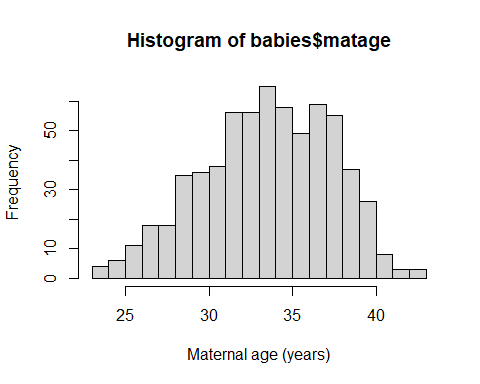 Histogram of babies$matage
Frequency
50
30
10
0
25 30 35 40
Maternal age (years)